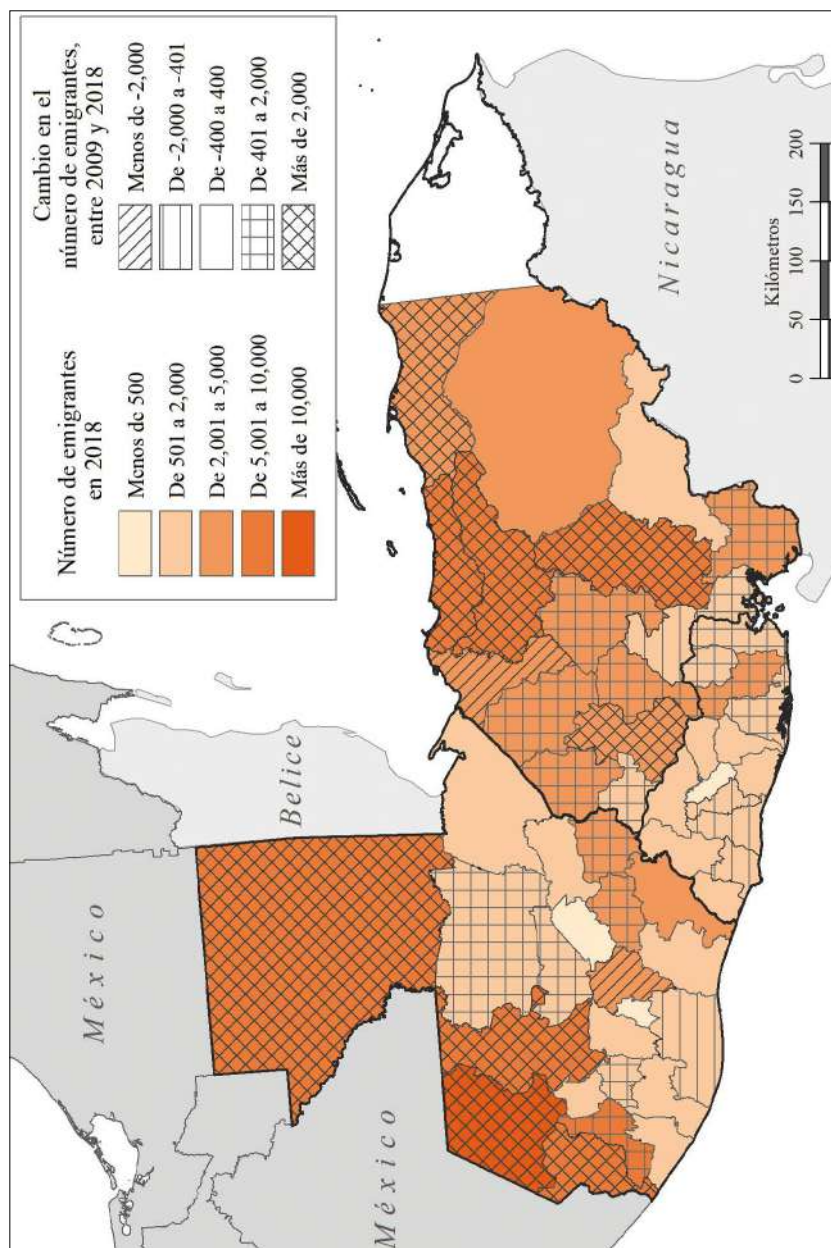 Número de emigrantes
en 2018
Menos de 500
De 501 a 2,000
De 2,001 a 5,000
De 5,001 a 10,000
Más de 10,000
Cambio en el
número de emigrantes,
entre 2009 y 2018
Menos de -2,000
De -2,000 a -401
De -400 a 400
De 401 a 2,000
Más de 2,000
México
México
Belice
Nicaragua
Kilómetros
0 50 100 150 200